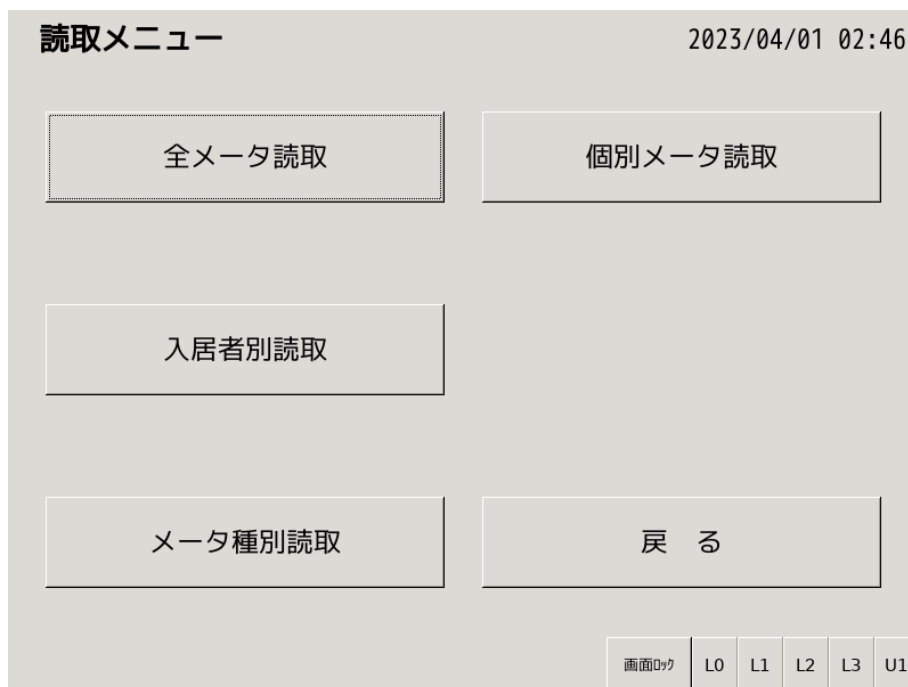 読取メニュー 2023/04/01 02:46
全メータ読取 個別メータ読取
入居者別読取
メータ種別読取 戻　る
画面ﾛｯｸ L0 L1 L2 L3 U1